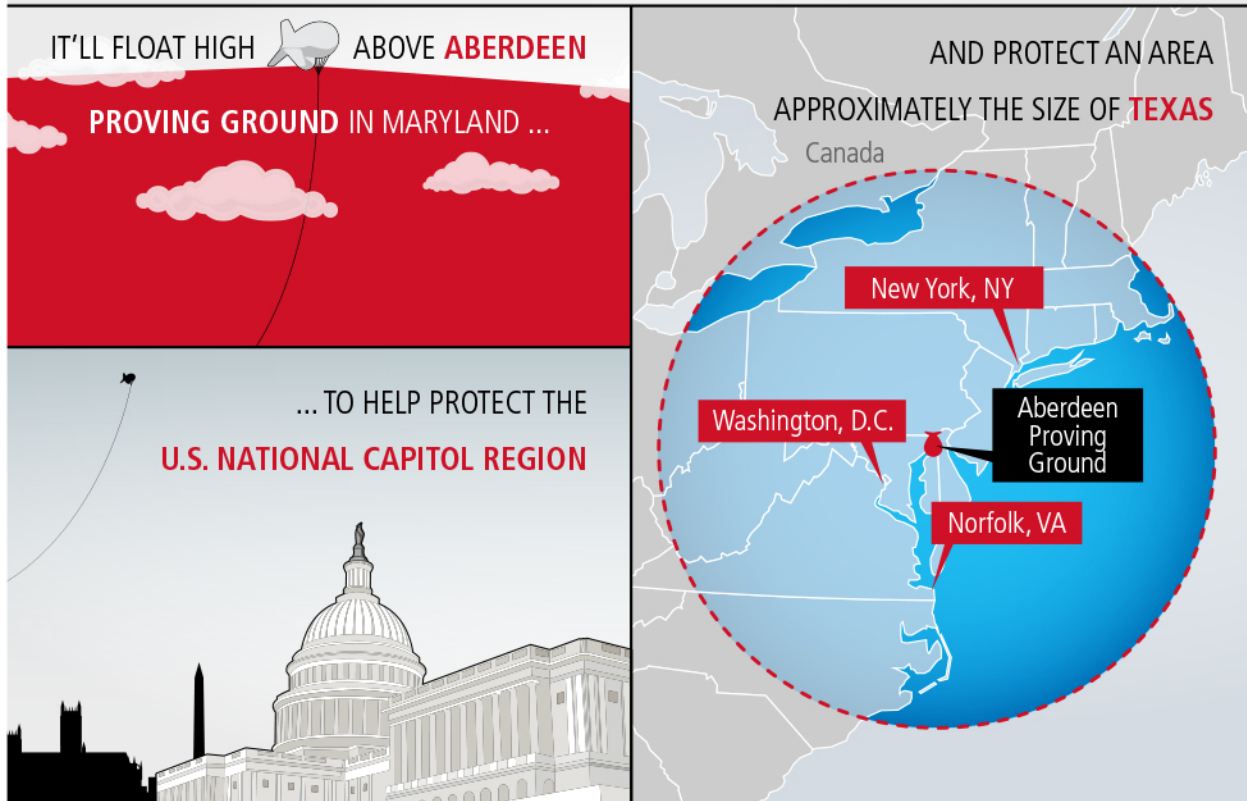 IT'LL FLOAT HIGH ABOVE ABERDEEN
PROVING GROUND IN MARYLAND ...
... TO HELP PROTECT THE
U.S. NATIONAL CAPITOL REGION
AND PROTECT AN AREA
APPROXIMATELY THE SIZE OF TEXAS
Canada
New York, NY
Washington, D.C.
Aberdeen
Proving
Ground
Norfolk, VA